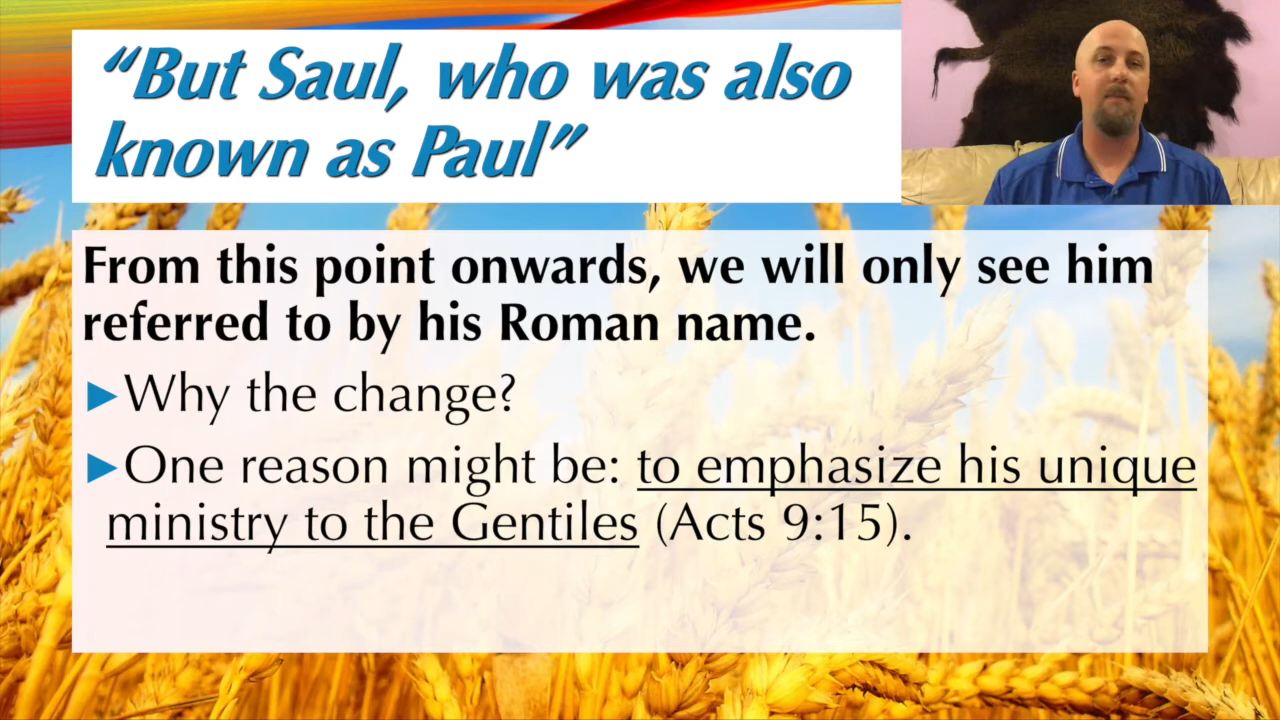 “But Saul, who was also
known as Paul”
From this point onwards, we will only see him
referred to by his Roman name.
►Why the change?
►One reason might be: to emphasize his unique
ministry to the Gentiles (Acts 9:15).